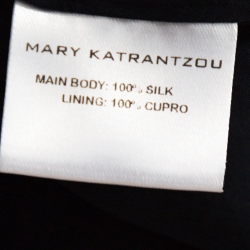 MARY KATRANTZOU
MAIN BODY: 100% SILK
LINING: 100% CUPRO